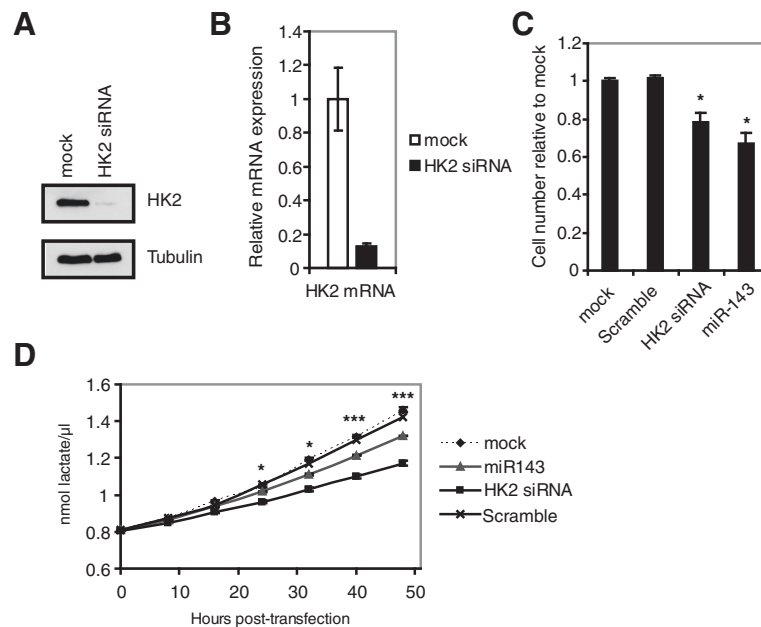 A
mock
HK2 siRNA
HK2
Tubulin
B
Relative mRNA expression
1.4
1.2
1
0.8
0.6
0.4
0.2
0
HK2 mRNA
mock
HK2 siRNA
C
Cell number relative to mock
1.2
1
0.8
0.6
0.4
0.2
0
*
*
mock
Scramble
HK2 siRNA
miR-143
D
nmol lactate/µl
1.6
1.4
1.2
1
0.8
0.6
*
*
***
***
0
10
20
30
40
50
Hours post-transfection
mock
miR143
HK2 siRNA
Scramble